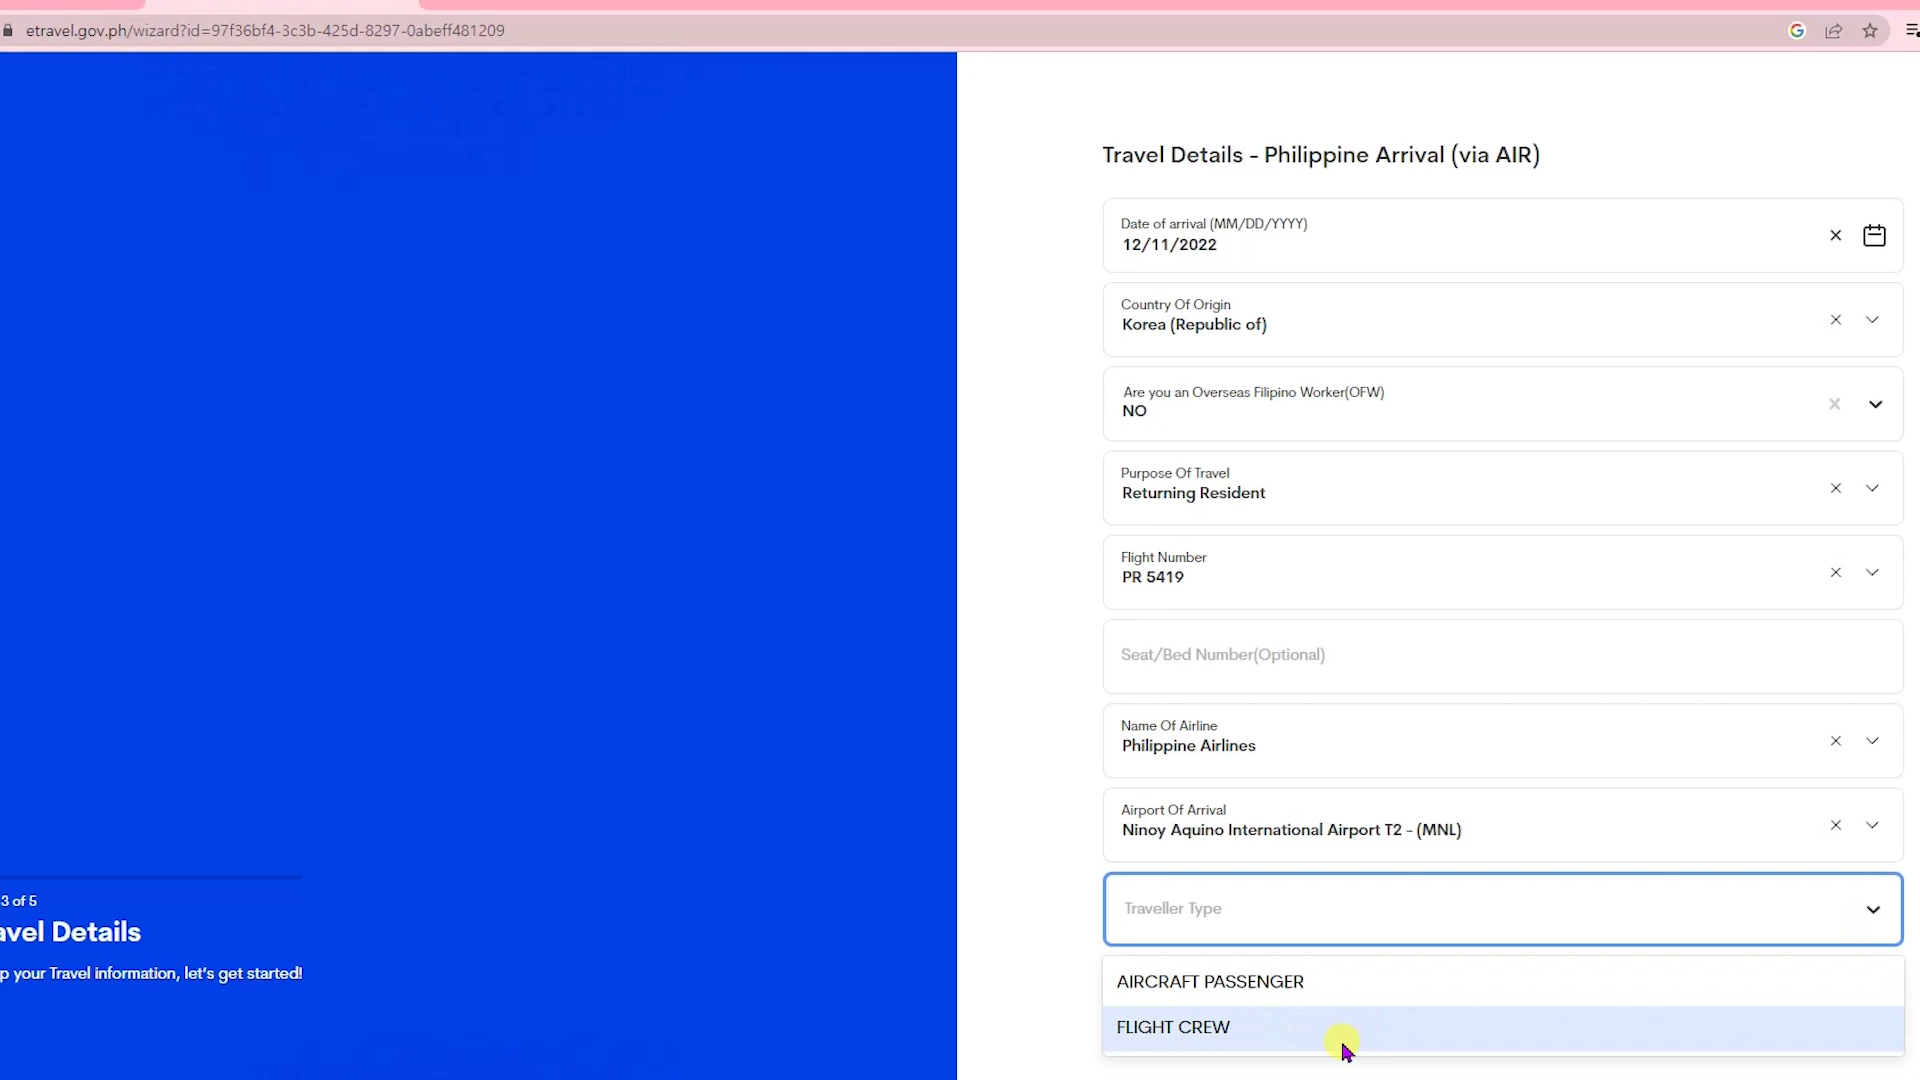 etravel.gov.ph/wizard?id=97f36bf4-3c3b-425d-8297-0abeff481209
Travel Details - Philippine Arrival (via AIR)
Date of arrival (MM/DD/YYYY)
12/11/2022
Country Of Origin
Korea (Republic of)
Are you an Overseas Filipino Worker(OFW)
NO
Purpose Of Travel
Returning Resident
Flight Number
PR 5419
Seat/Bed Number(Optional)
Name Of Airline
Philippine Airlines
Airport Of Arrival
Ninoy Aquino International Airport T2 - (MNL)
Traveller Type
AIRCRAFT PASSENGER
FLIGHT CREW
3 of 5
avel Details
p your Travel information, let's get started!